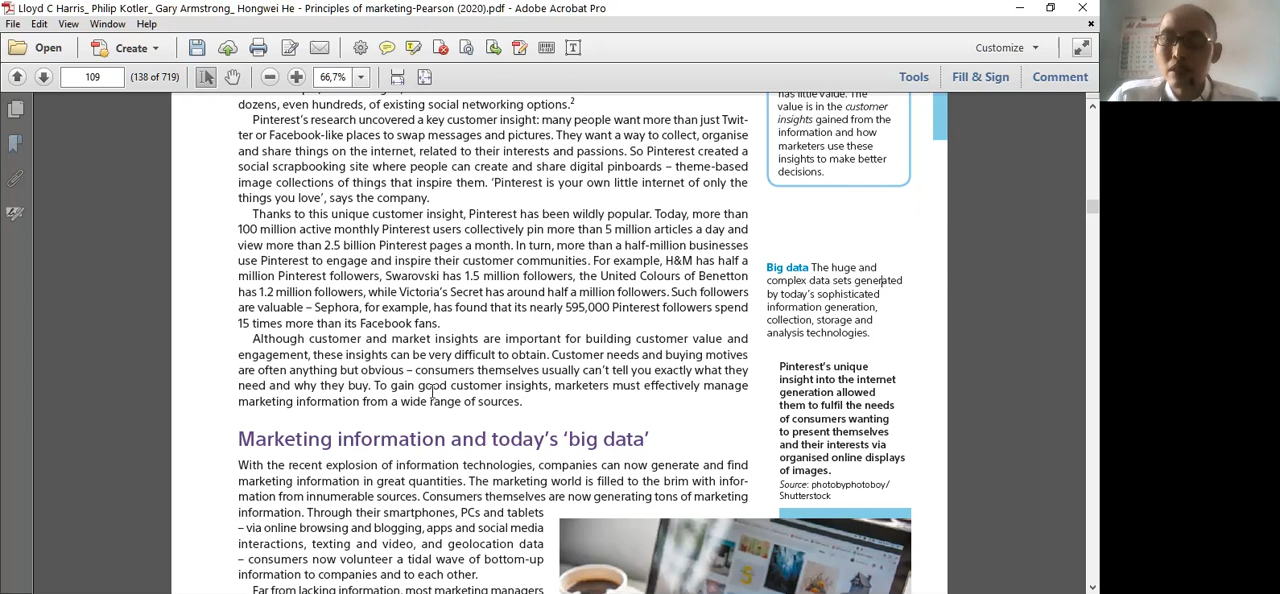 Lloyd C Harris_ Philip Kotler_ Gary Armstrong_ Hongwei He - Principles of marketing-Pearson (2020).pdf - Adobe Acrobat Pro
File Edit View Window Help
Open Create Customize
109 (138 of 719) 66,7% Tools Fill & Sign Comment
dozens, even hundreds, of existing social networking options.2
Pinterest's research uncovered a key customer insight: many people want more than just Twit-
ter or Facebook-like places to swap messages and pictures. They want a way to collect, organise
and share things on the internet, related to their interests and passions. So Pinterest created a
social scrapbooking site where people can create and share digital pinboards – theme-based
image collections of things that inspire them. 'Pinterest is your own little internet of only the
things you love', says the company.
Thanks to this unique customer insight, Pinterest has been wildly popular. Today, more than
100 million active monthly Pinterest users collectively pin more than 5 million articles a day and
view more than 2.5 billion Pinterest pages a month. In turn, more than a half-million businesses
use Pinterest to engage and inspire their customer communities. For example, H&M has half a
million Pinterest followers, Swarovski has 1.5 million followers, the United Colours of Benetton
has 1.2 million followers, while Victoria's Secret has around half a million followers. Such followers
are valuable – Sephora, for example, has found that its nearly 595,000 Pinterest followers spend
15 times more than its Facebook fans.
Although customer and market insights are important for building customer value and
engagement, these insights can be very difficult to obtain. Customer needs and buying motives
are often anything but obvious – consumers themselves usually can't tell you exactly what they
need and why they buy. To gain good customer insights, marketers must effectively manage
marketing information from a wide range of sources.
Marketing information and today's 'big data'
With the recent explosion of information technologies, companies can now generate and find
marketing information in great quantities. The marketing world is filled to the brim with infor-
mation from innumerable sources. Consumers themselves are now generating tons of marketing
information. Through their smartphones, PCs and tablets
– via online browsing and blogging, apps and social media
interactions, texting and video, and geolocation data
– consumers now volunteer a tidal wave of bottom-up
information to companies and to each other.
Far from lacking information, most marketing managers
has little value. The
value is in the customer
insights gained from the
information and how
marketers use these
insights to make better
decisions.
Big data The huge and
complex data sets generated
by today's sophisticated
information generation,
collection, storage and
analysis technologies.
Pinterest's unique
insight into the internet
generation allowed
them to fulfil the needs
of consumers wanting
to present themselves
and their interests via
organised online displays
of images.
Source: photobyphotoboy/
Shutterstock